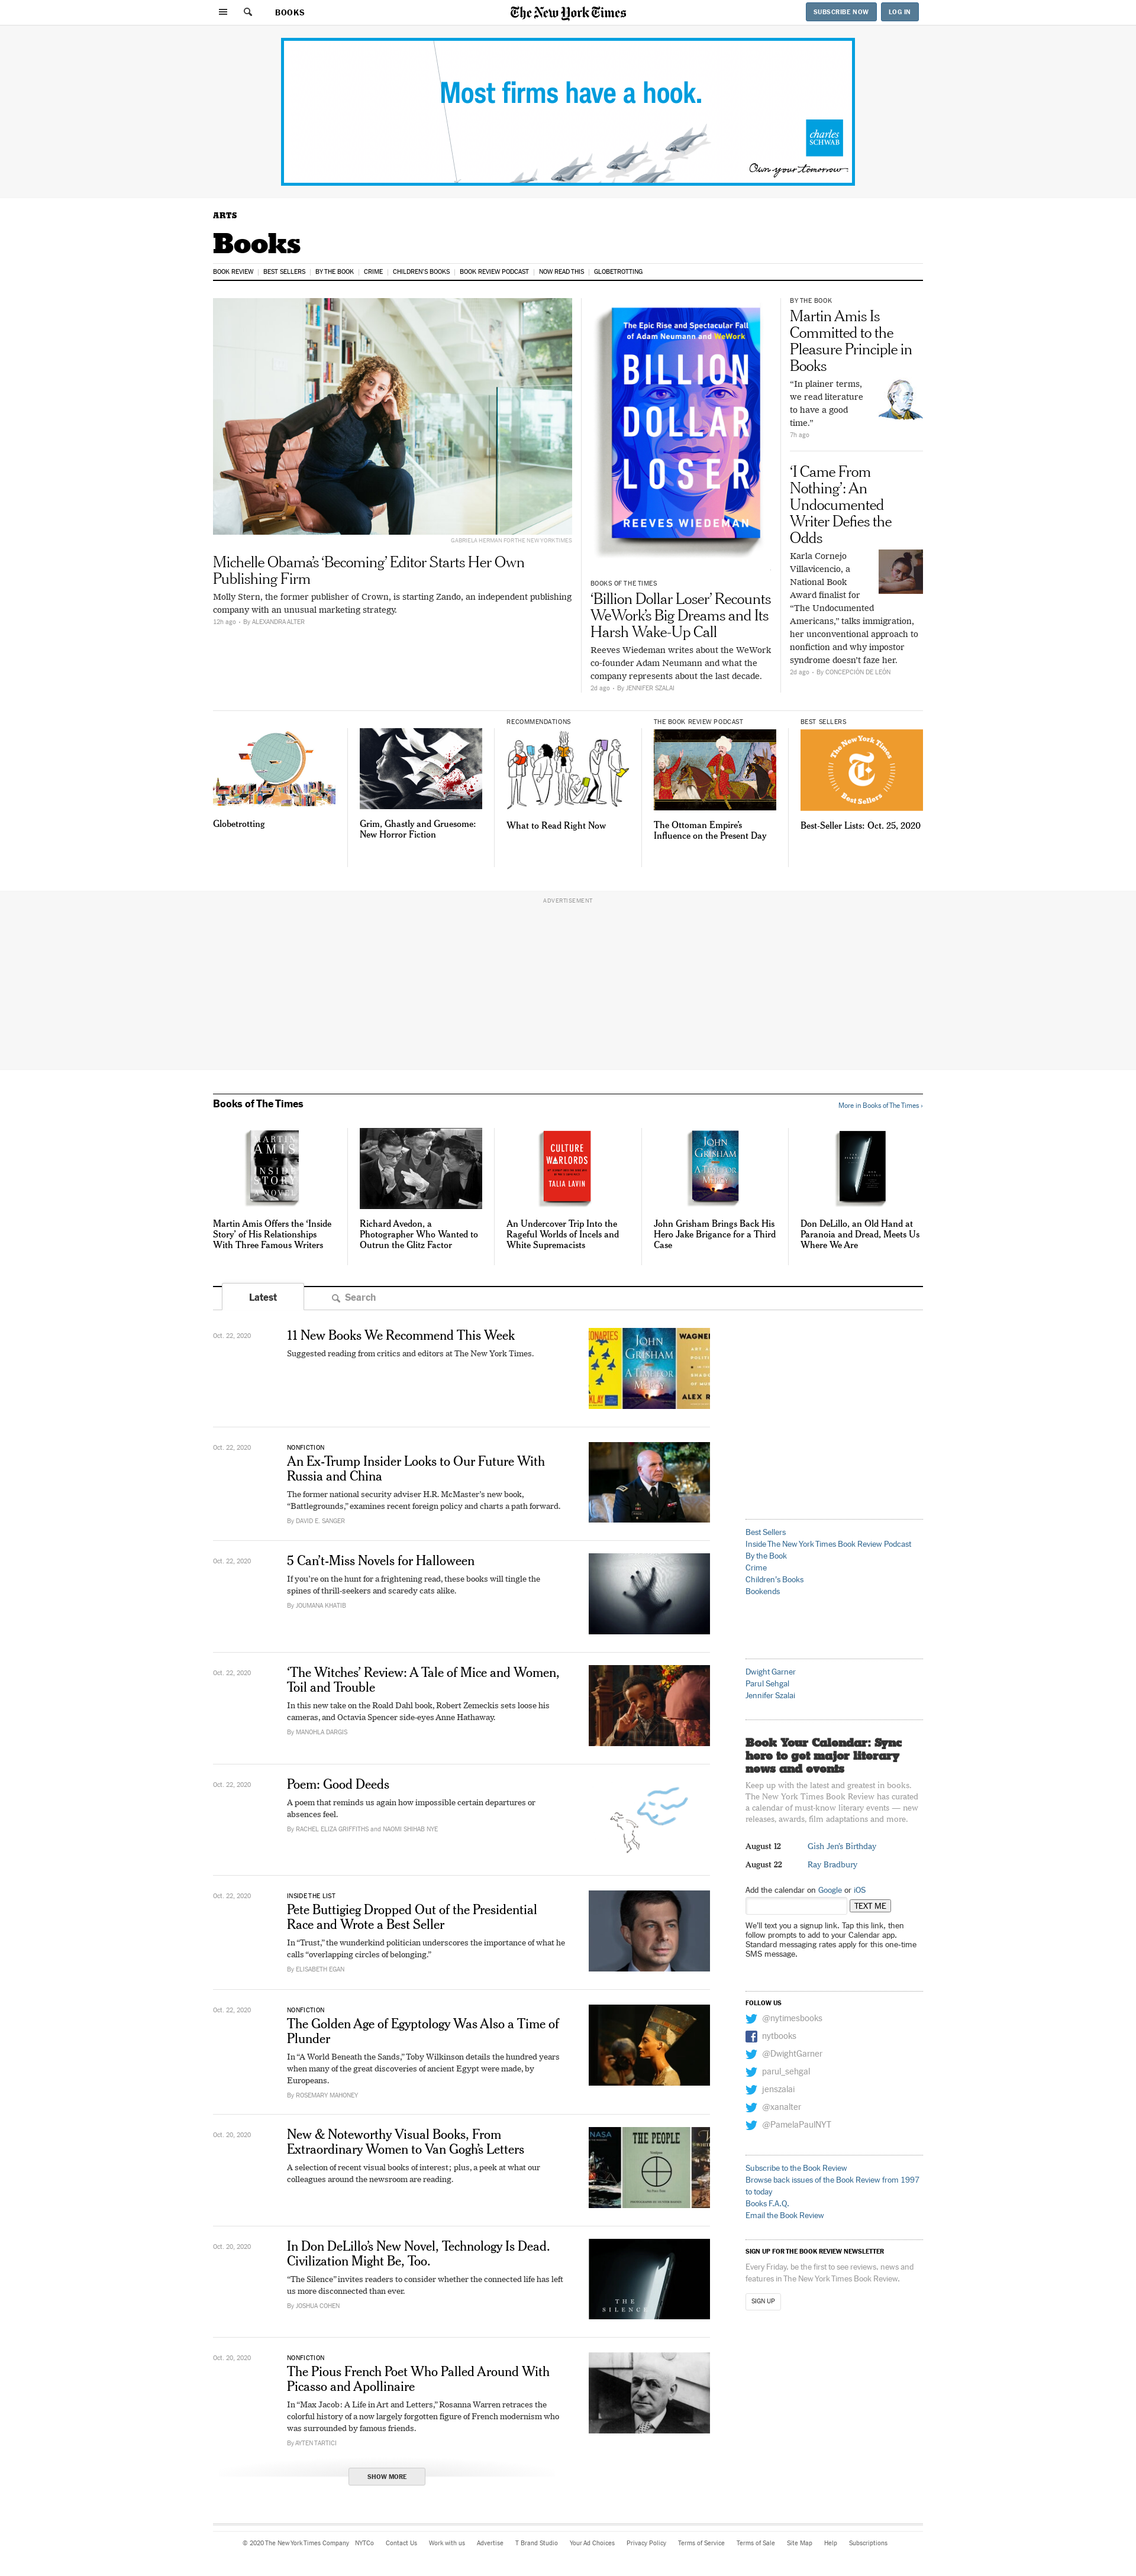 BOOKS
The New York Times
SUBSCRIBE NOW
LOG IN
Most firms have a hook.
charles
SCHWAB
Own your tomorrow
ARTS
Books
BOOK REVIEW
BEST SELLERS
BY THE BOOK
CRIME
CHILDREN'S BOOKS
BOOK REVIEW PODCAST
NOW READ THIS
GLOBETROTTING
GABRIELA HERMAN FOR THE NEW YORK TIMES
Michelle Obama's 'Becoming' Editor Starts Her Own
Publishing Firm
Molly Stern, the former publisher of Crown, is starting Zando, an independent publishing
company with an unusual marketing strategy.
12h ago • By ALEXANDRA ALTER
The Epic Rise and Spectacular Fall
of Adam Neumann and WeWork
BILLION
DOLLAR
LOSER
REEVES WIEDEMAN
BOOKS OF THE TIMES
'Billion Dollar Loser' Recounts
WeWork's Big Dreams and Its
Harsh Wake-Up Call
Reeves Wiedeman writes about the WeWork
co-founder Adam Neumann and what the
company represents about the last decade.
2d ago • By JENNIFER SZALAI
BY THE BOOK
Martin Amis Is
Committed to the
Pleasure Principle in
Books
"In plainer terms,
we read literature
to have a good
time."
7h ago
'I Came From
Nothing': An
Undocumented
Writer Defies the
Odds
Karla Cornejo
Villavicencio, a
National Book
Award finalist for
"The Undocumented
Americans," talks immigration,
her unconventional approach to
nonfiction and why impostor
syndrome doesn't faze her.
2d ago • By CONCEPCIÓN DE LEÓN
Globetrotting
Grim, Ghastly and Gruesome:
New Horror Fiction
RECOMMENDATIONS
What to Read Right Now
THE BOOK REVIEW PODCAST
The Ottoman Empire's
Influence on the Present Day
BEST SELLERS
The New York Times
Best Sellers
Best-Seller Lists: Oct. 25, 2020
ADVERTISEMENT
Books of The Times
More in Books of The Times ›
MARTIN
AMIS
INSIDE
STORY
Martin Amis Offers the 'Inside
Story' of His Relationships
With Three Famous Writers
Richard Avedon, a
Photographer Who Wanted to
Outrun the Glitz Factor
CULTURE
WARLORDS
TALIA LAVIN
An Undercover Trip Into the
Rageful Worlds of Incels and
White Supremacists
JOHN
GRISHAM
A TIME FOR
MERCY
John Grisham Brings Back His
Hero Jake Brigance for a Third
Case
Don DeLillo, an Old Hand at
Paranoia and Dread, Meets Us
Where We Are
Latest
Search
Oct. 22, 2020
11 New Books We Recommend This Week
Suggested reading from critics and editors at The New York Times.
JOHN
GRISHAM
A TIME FOR
MERCY
WAGNER
ALEX R
Oct. 22, 2020
NONFICTION
An Ex-Trump Insider Looks to Our Future With
Russia and China
The former national security adviser H.R. McMaster's new book,
"Battlegrounds," examines recent foreign policy and charts a path forward.
By DAVID E. SANGER
Oct. 22, 2020
5 Can't-Miss Novels for Halloween
If you're on the hunt for a frightening read, these books will tingle the
spines of thrill-seekers and scaredy cats alike.
By JOUMANA KHATIB
Oct. 22, 2020
'The Witches' Review: A Tale of Mice and Women,
Toil and Trouble
In this new take on the Roald Dahl book, Robert Zemeckis sets loose his
cameras, and Octavia Spencer side-eyes Anne Hathaway.
By MANOHLA DARGIS
Oct. 22, 2020
Poem: Good Deeds
A poem that reminds us again how impossible certain departures or
absences feel.
By RACHEL ELIZA GRIFFITHS and NAOMI SHIHAB NYE
Oct. 22, 2020
INSIDE THE LIST
Pete Buttigieg Dropped Out of the Presidential
Race and Wrote a Best Seller
In "Trust," the wunderkind politician underscores the importance of what he
calls "overlapping circles of belonging."
By ELISABETH EGAN
Oct. 22, 2020
NONFICTION
The Golden Age of Egyptology Was Also a Time of
Plunder
In "A World Beneath the Sands," Toby Wilkinson details the hundred years
when many of the great discoveries of ancient Egypt were made, by
Europeans.
By ROSEMARY MAHONEY
Oct. 20, 2020
New & Noteworthy Visual Books, From
Extraordinary Women to Van Gogh's Letters
A selection of recent visual books of interest; plus, a peek at what our
colleagues around the newsroom are reading.
NASA
THE PEOPLE
Oct. 20, 2020
In Don DeLillo's New Novel, Technology Is Dead.
Civilization Might Be, Too.
"The Silence" invites readers to consider whether the connected life has left
us more disconnected than ever.
By JOSHUA COHEN
THE
SILENCE
Oct. 20, 2020
NONFICTION
The Pious French Poet Who Palled Around With
Picasso and Apollinaire
In "Max Jacob: A Life in Art and Letters," Rosanna Warren retraces the
colorful history of a now largely forgotten figure of French modernism who
was surrounded by famous friends.
By AYTEN TARTICI
SHOW MORE
Best Sellers
Inside The New York Times Book Review Podcast
By the Book
Crime
Children's Books
Bookends
Dwight Garner
Parul Sehgal
Jennifer Szalai
Book Your Calendar: Sync
here to get major literary
news and events
Keep up with the latest and greatest in books.
The New York Times Book Review has curated
a calendar of must-know literary events — new
releases, awards, film adaptations and more.
August 12 Gish Jen's Birthday
August 22 Ray Bradbury
Add the calendar on Google or iOS
TEXT ME
We'll text you a signup link. Tap this link, then
follow prompts to add to your Calendar app.
Standard messaging rates apply for this one-time
SMS message.
FOLLOW US
@nytimesbooks
nytbooks
@DwightGarner
parul_sehgal
jenszalai
@xanalter
@PamelaPaulNYT
Subscribe to the Book Review
Browse back issues of the Book Review from 1997
to today
Books F.A.Q.
Email the Book Review
SIGN UP FOR THE BOOK REVIEW NEWSLETTER
Every Friday, be the first to see reviews, news and
features in The New York Times Book Review.
SIGN UP
© 2020 The New York Times Company NYTCo Contact Us Work with us Advertise T Brand Studio Your Ad Choices Privacy Policy Terms of Service Terms of Sale Site Map Help Subscriptions